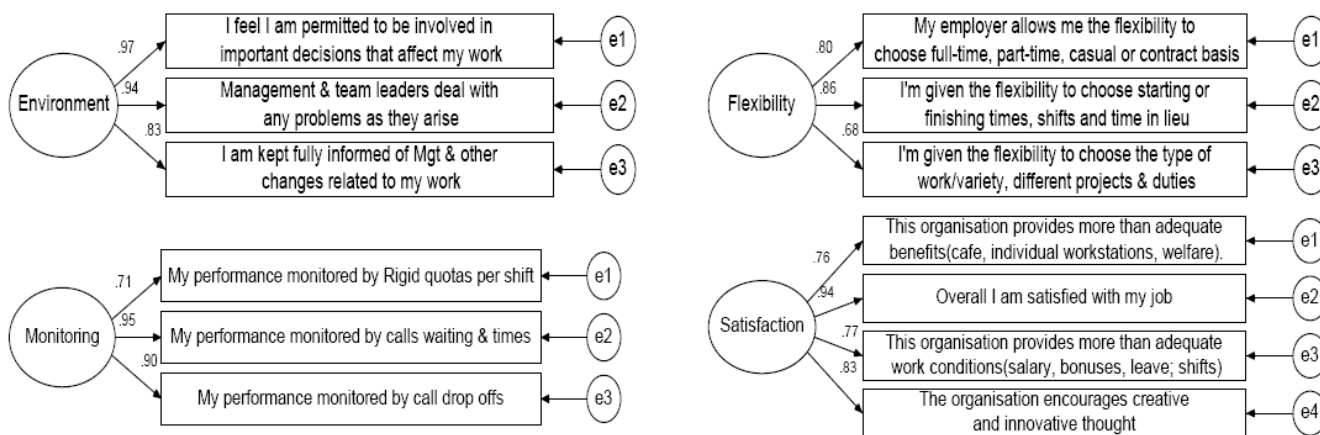 Environment
.97
.94
.83
I feel I am permitted to be involved in
important decisions that affect my work
e1
Management & team leaders deal with
any problems as they arise
e2
I am kept fully informed of Mgt & other
changes related to my work
e3
Flexibility
.80
.86
.68
My employer allows me the flexibility to
choose full-time, part-time, casual or contract basis
e1
I'm given the flexibility to choose starting or
finishing times, shifts and time in lieu
e2
I'm given the flexibility to choose the type of
work/variety, different projects & duties
e3
Monitoring
.71
.95
.90
My performance monitored by Rigid quotas per shift
e1
My performance monitored by calls waiting & times
e2
My performance monitored by call drop offs
e3
Satisfaction
.76
.94
.77
.83
This organisation provides more than adequate
benefits(cafe, individual workstations, welfare).
e1
Overall I am satisfied with my job
e2
This organisation provides more than adequate
work conditions(salary, bonuses, leave; shifts)
e3
The organisation encourages creative
and innovative thought
e4